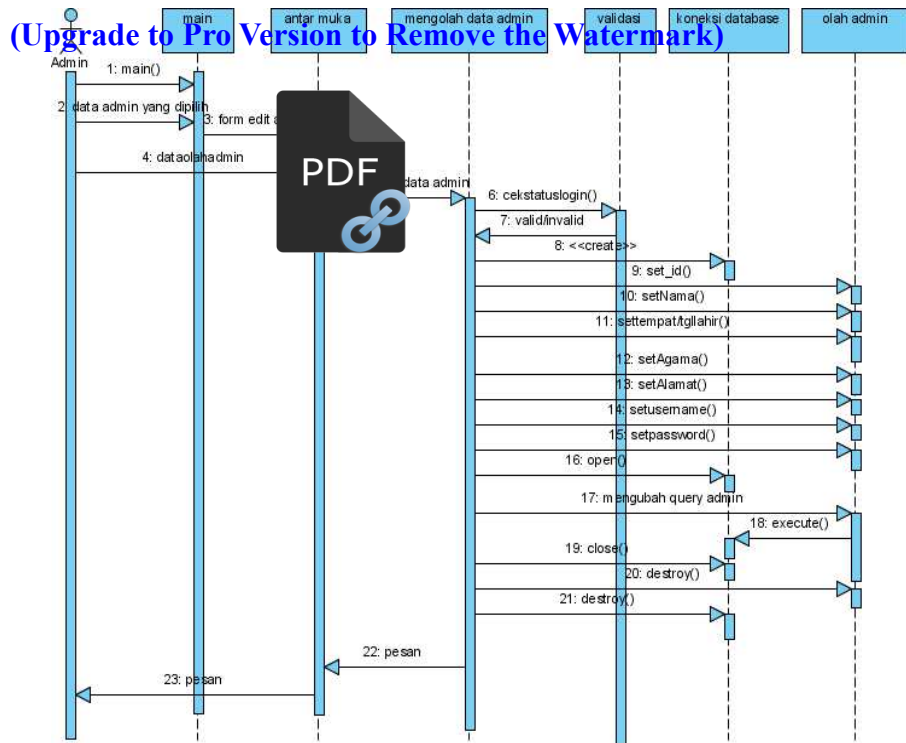 main
antar muka
mengolah data admin
validasi
koneksi database
olah admin
(Upgrade to Pro Version to Remove the Watermark)
Admin
1: main()
2: data admin yang dipilih
3: form edit
4: dataolahadmin
PDF
data admin
6: cekstatuslogin()
7: valid/invalid
8: <<create>>
9: set_id()
10: setNama()
11: settempat/tgllahir()
12: setAgama()
13: setAlamat()
14: setusername()
15: setpassword()
16: open()
17: mengubah query admin
18: execute()
19: close()
20: destroy()
21: destroy()
22: pesan
23: pesan